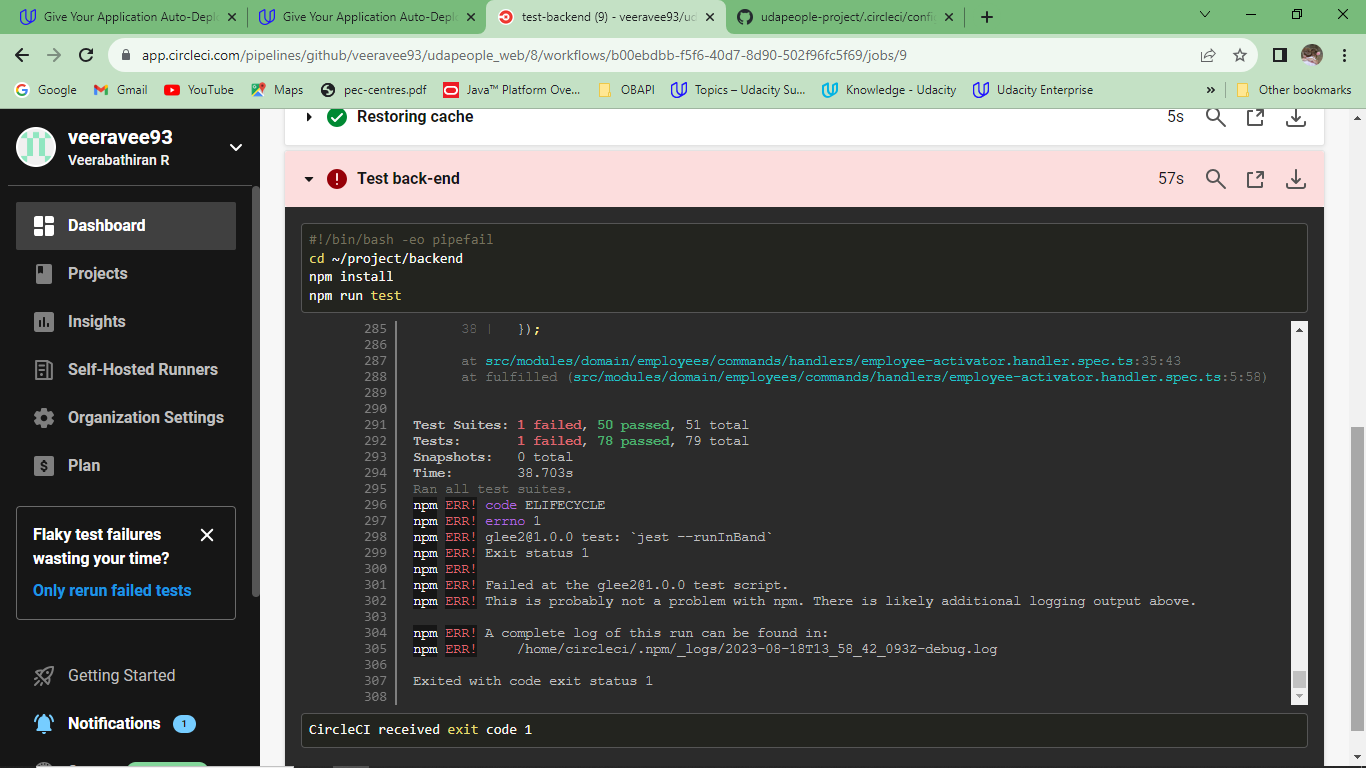 Give Your Application Auto-Depl
Give Your Application Auto-Depl
test-backend (9) - veeravee93/ud
udapeople-project/.circleci/confi
app.circleci.com/pipelines/github/veeravee93/udapeople_web/8/workflows/b00ebdbb-f5f6-40d7-8d90-502f96fc5f69/jobs/9
Google
Gmail
YouTube
Maps
pec-centres.pdf
Java™ Platform Ove...
OBAPI
Topics – Udacity Su...
Knowledge - Udacity
Udacity Enterprise
»
Other bookmarks
veeravee93
Veerabathiran R
Dashboard
Projects
Insights
Self-Hosted Runners
Organization Settings
Plan
Flaky test failures
wasting your time?
Only rerun failed tests
Getting Started
Notifications 1
Restoring cache 5s
Test back-end 57s
#!/bin/bash -eo pipefail
cd ~/project/backend
npm install
npm run test
285 38 | });
286
287 at src/modules/domain/employees/commands/handlers/employee-activator.handler.spec.ts:35:43
288 at fulfilled (src/modules/domain/employees/commands/handlers/employee-activator.handler.spec.ts:5:58)
289
290
291 Test Suites: 1 failed, 50 passed, 51 total
292 Tests: 1 failed, 78 passed, 79 total
293 Snapshots: 0 total
294 Time: 38.703s
295 Ran all test suites.
296 npm ERR! code ELIFECYCLE
297 npm ERR! errno 1
298 npm ERR! glee2@1.0.0 test: `jest --runInBand`
299 npm ERR! Exit status 1
300 npm ERR!
301 npm ERR! Failed at the glee2@1.0.0 test script.
302 npm ERR! This is probably not a problem with npm. There is likely additional logging output above.
303
304 npm ERR! A complete log of this run can be found in:
305 npm ERR! /home/circleci/.npm/_logs/2023-08-18T13_58_42_093Z-debug.log
306
307 Exited with code exit status 1
308
CircleCI received exit code 1